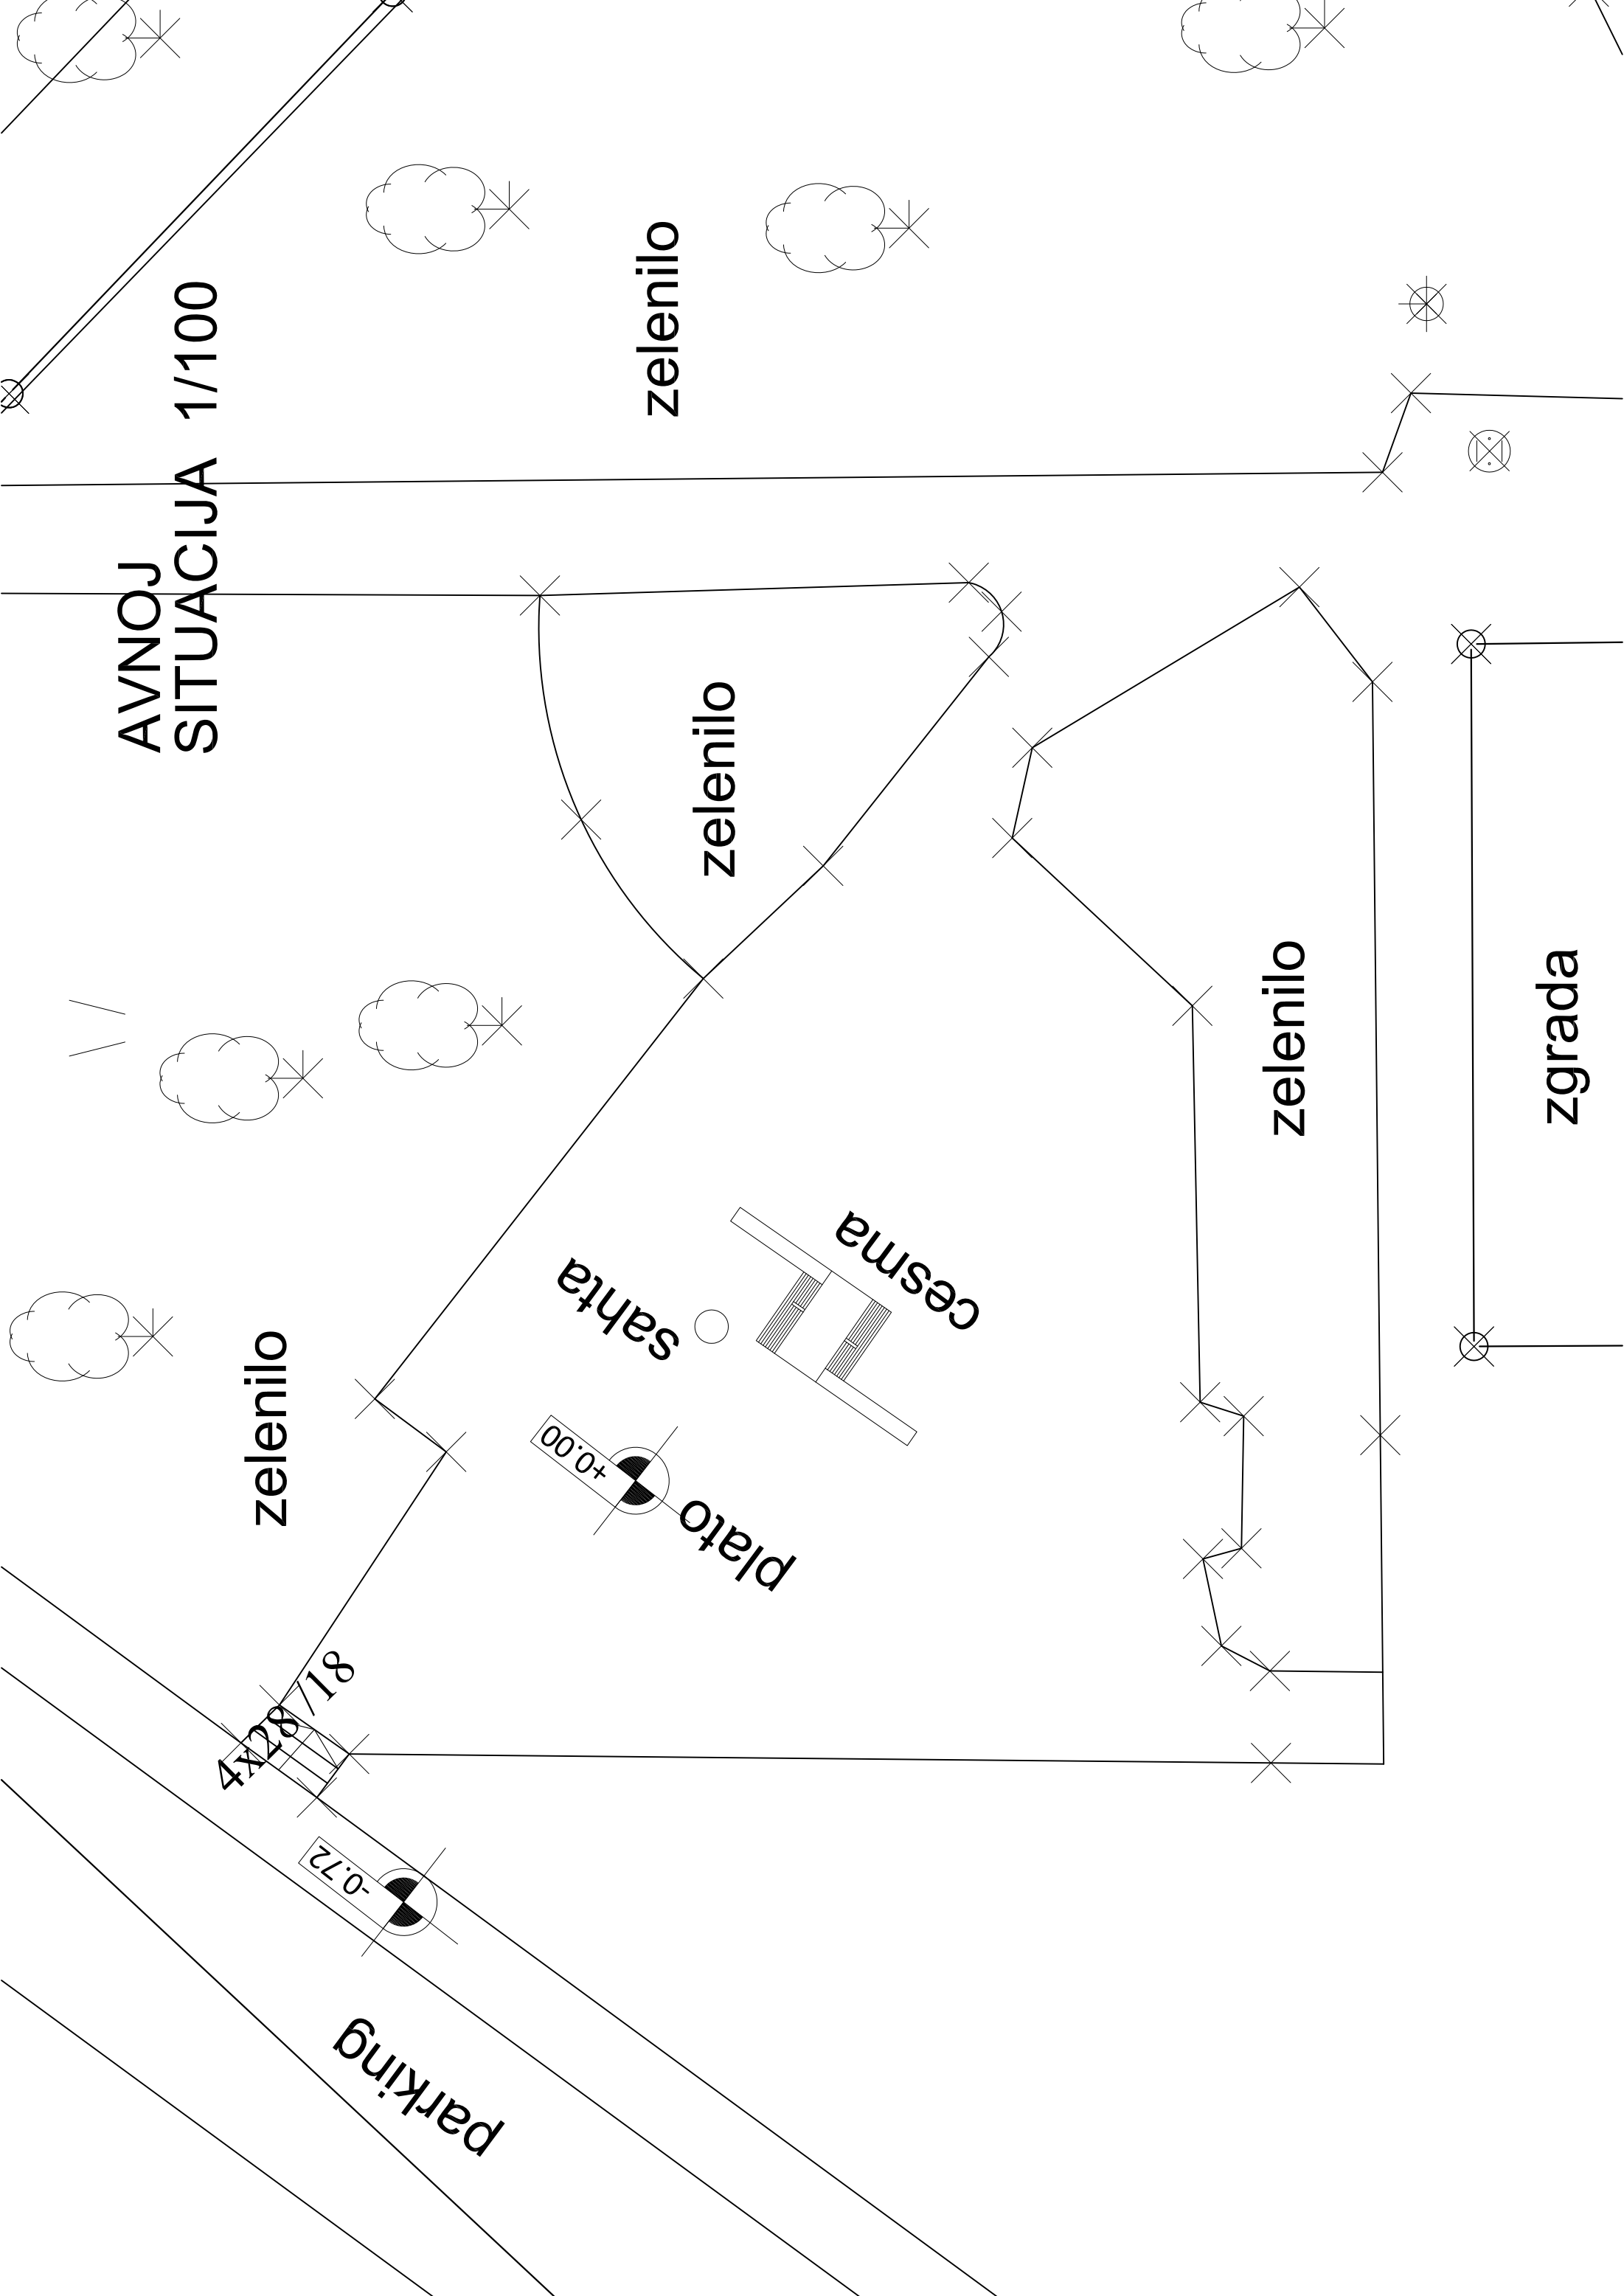 AVNOJ
SITUACIJA 1/100
zelenilo
zelenilo
zelenilo
zgrada
sahta
cesma
+0.00
plato
zelenilo
4x28/18
-0.72
parking